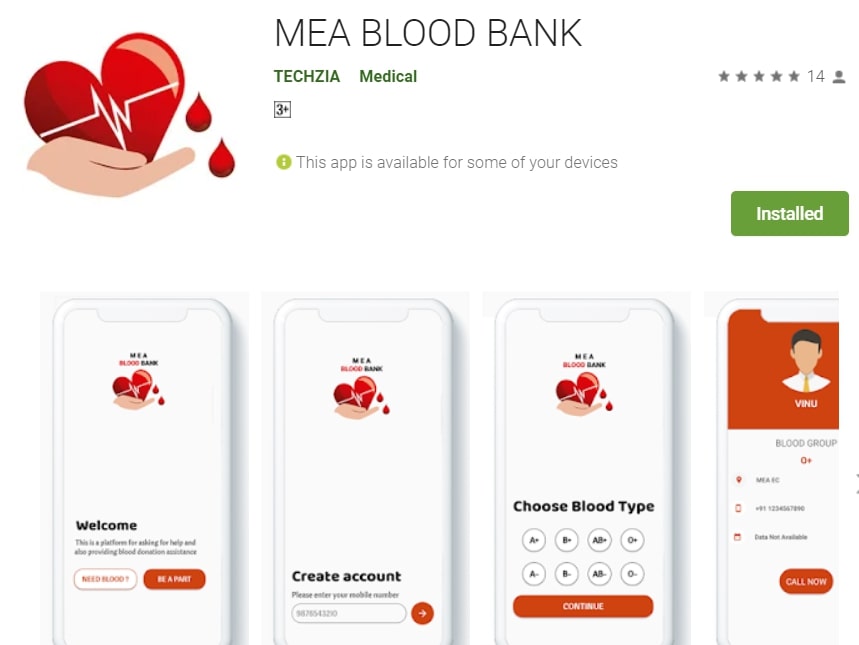 MEA BLOOD BANK
TECHZIA Medical
14
3+
This app is available for some of your devices
Installed
M E A
BLOOD BANK
Welcome
This is a platform for asking for help and
also providing blood donation assistance
NEED BLOOD ?
BE A PART
M E A
BLOOD BANK
Create account
Please enter your mobile number
9876543210
M E A
BLOOD BANK
Choose Blood Type
A+ B+ AB+ O+
A- B- AB- O-
CONTINUE
VINU
BLOOD GROUP
O+
MEA EC
+91 1234567890
Data Not Available
CALL NOW